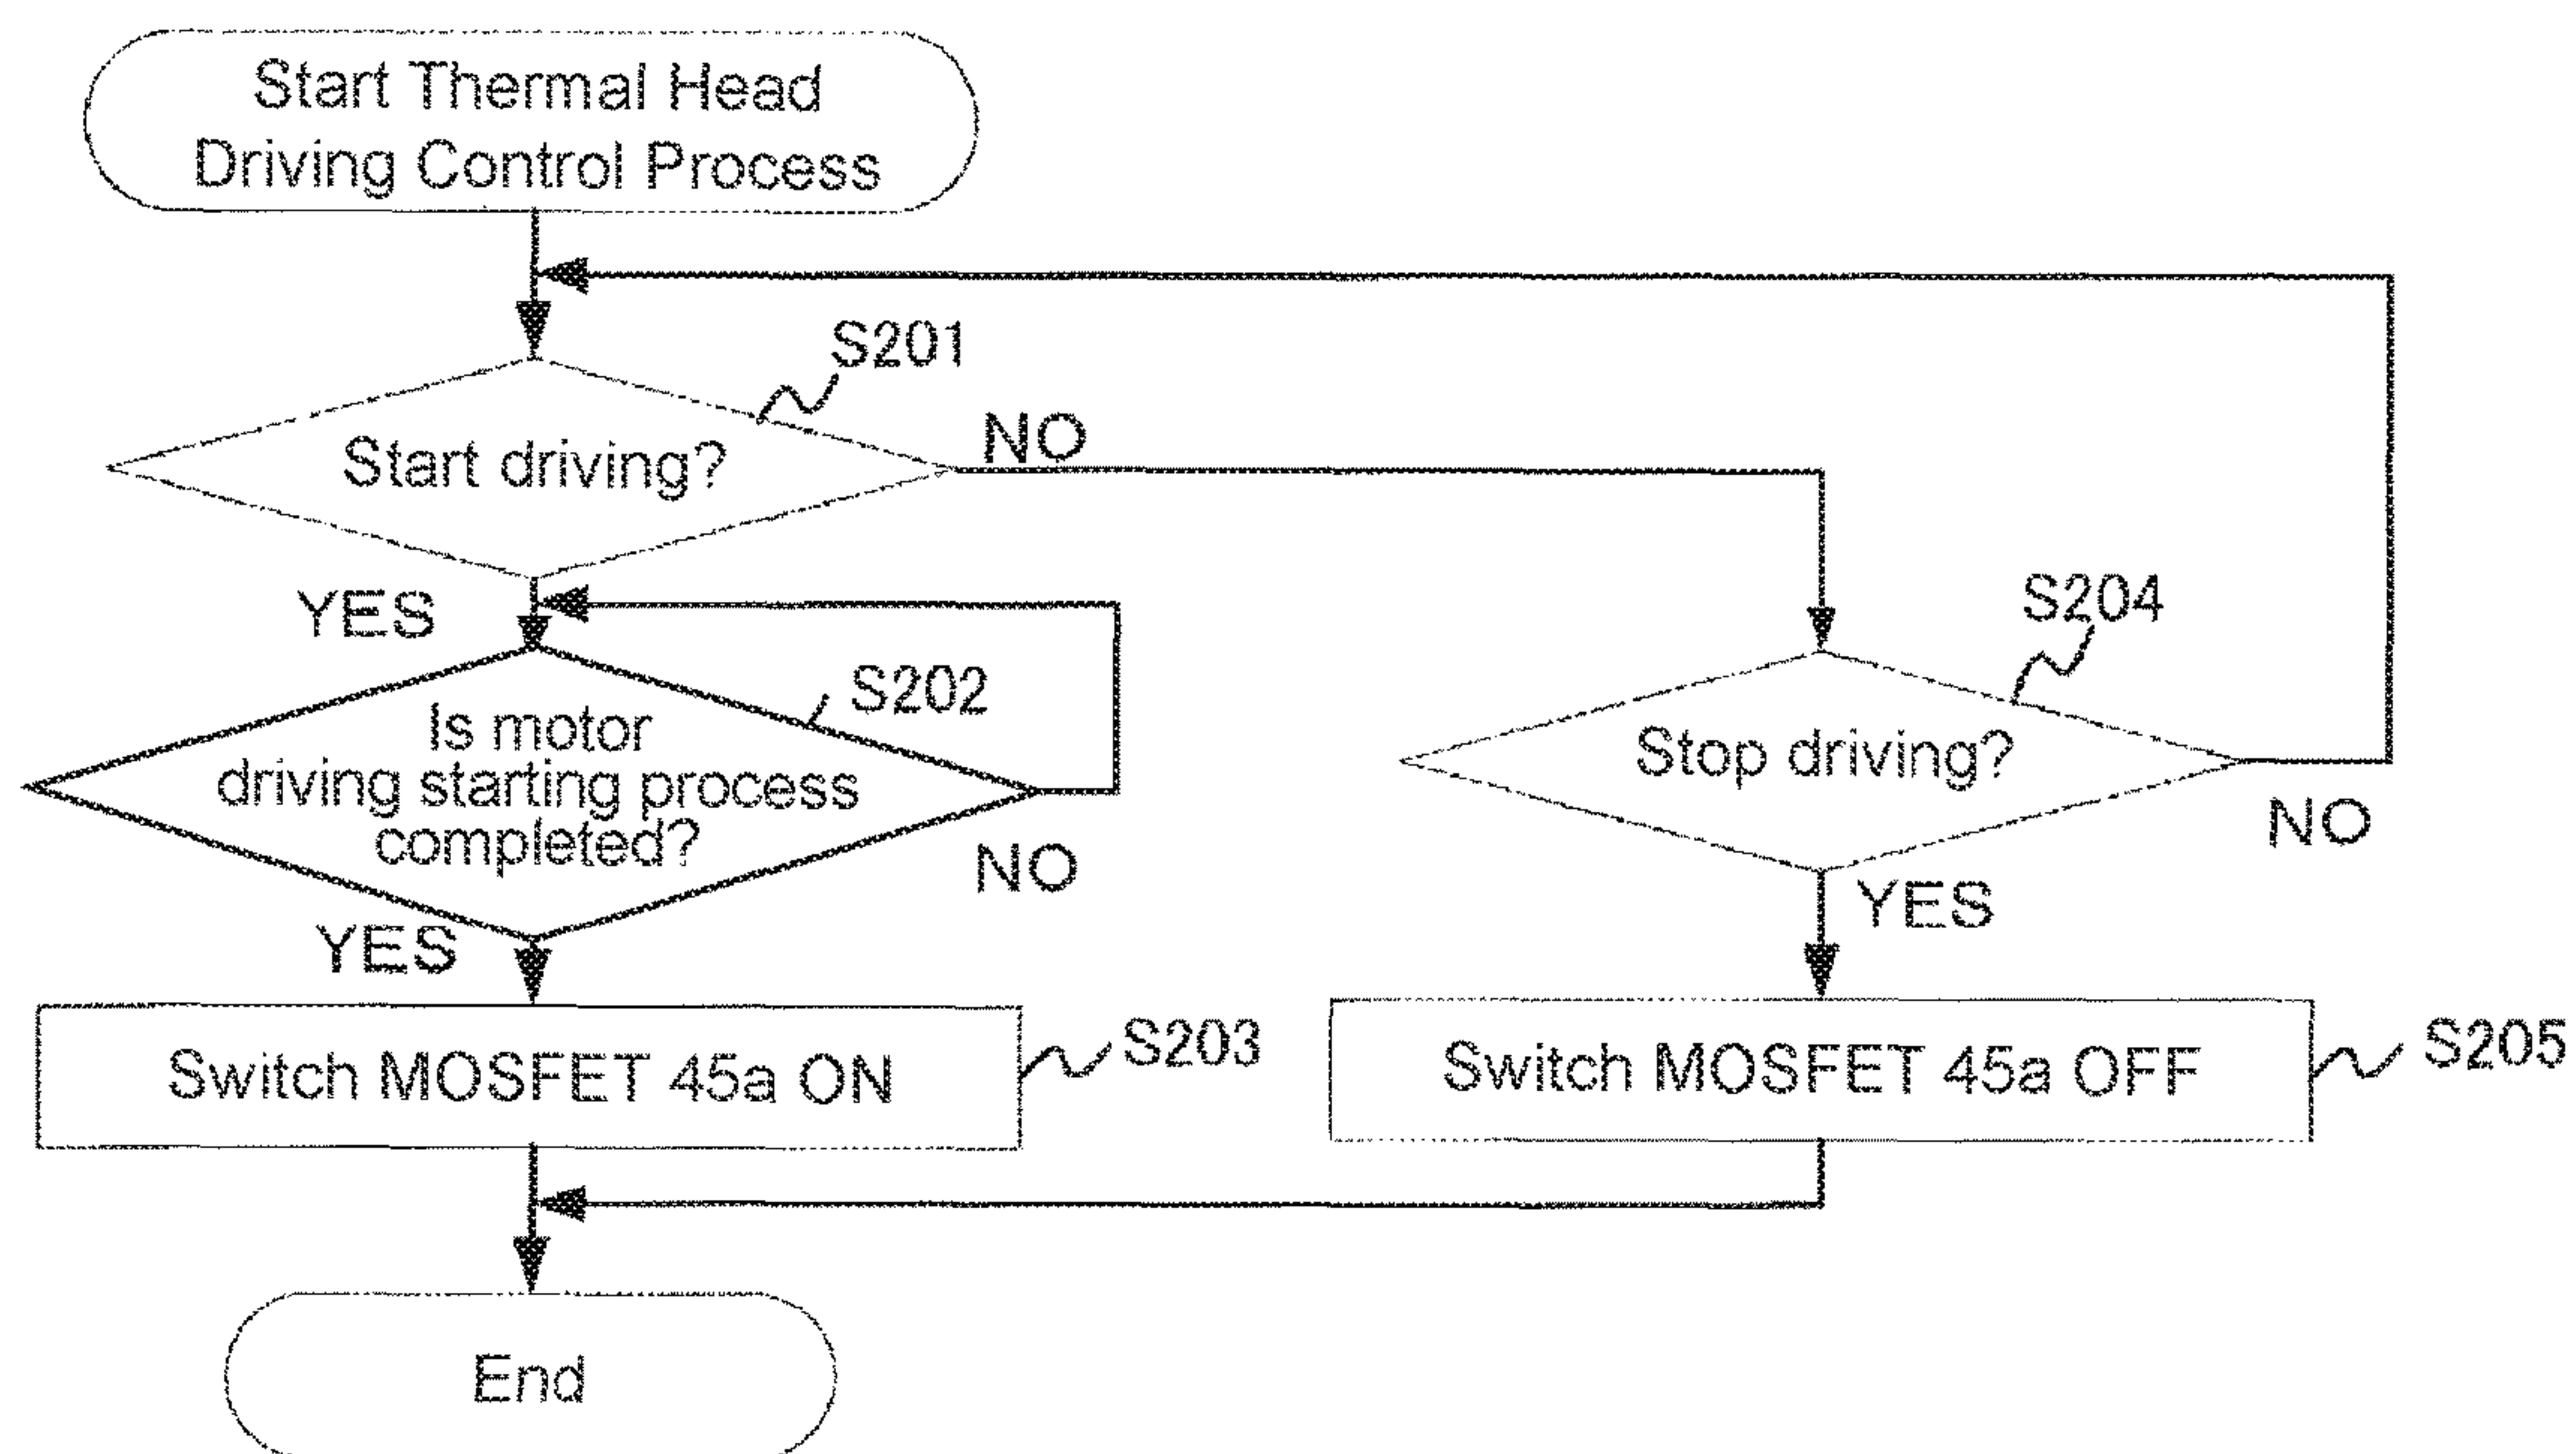 Start Thermal Head
Driving Control Process
S201
Start driving?
NO
YES
S202
Is motor
driving starting process
completed?
NO
YES
S204
Stop driving?
NO
YES
Switch MOSFET 45a ON
S203
Switch MOSFET 45a OFF
S205
End